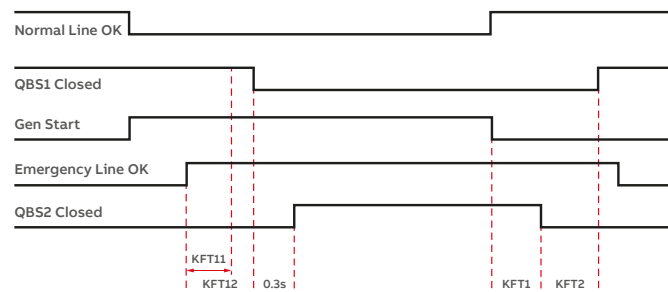 Normal Line OK
QBS1 Closed
Gen Start
Emergency Line OK
QBS2 Closed
KFT11
KFT12 0.3s KFT1 KFT2